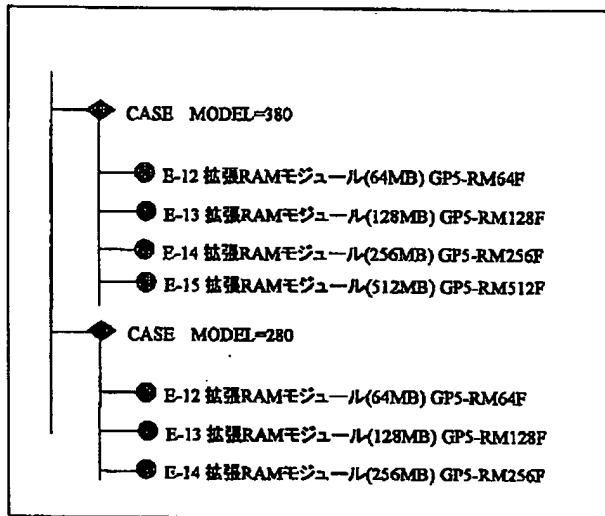 CASE MODEL=380
E-12 拡張RAMモジュール(64MB) GP5-RM64F
E-13 拡張RAMモジュール(128MB) GP5-RM128F
E-14 拡張RAMモジュール(256MB) GP5-RM256F
E-15 拡張RAMモジュール(512MB) GP5-RM512F
CASE MODEL=280
E-12 拡張RAMモジュール(64MB) GP5-RM64F
E-13 拡張RAMモジュール(128MB) GP5-RM128F
E-14 拡張RAMモジュール(256MB) GP5-RM256F